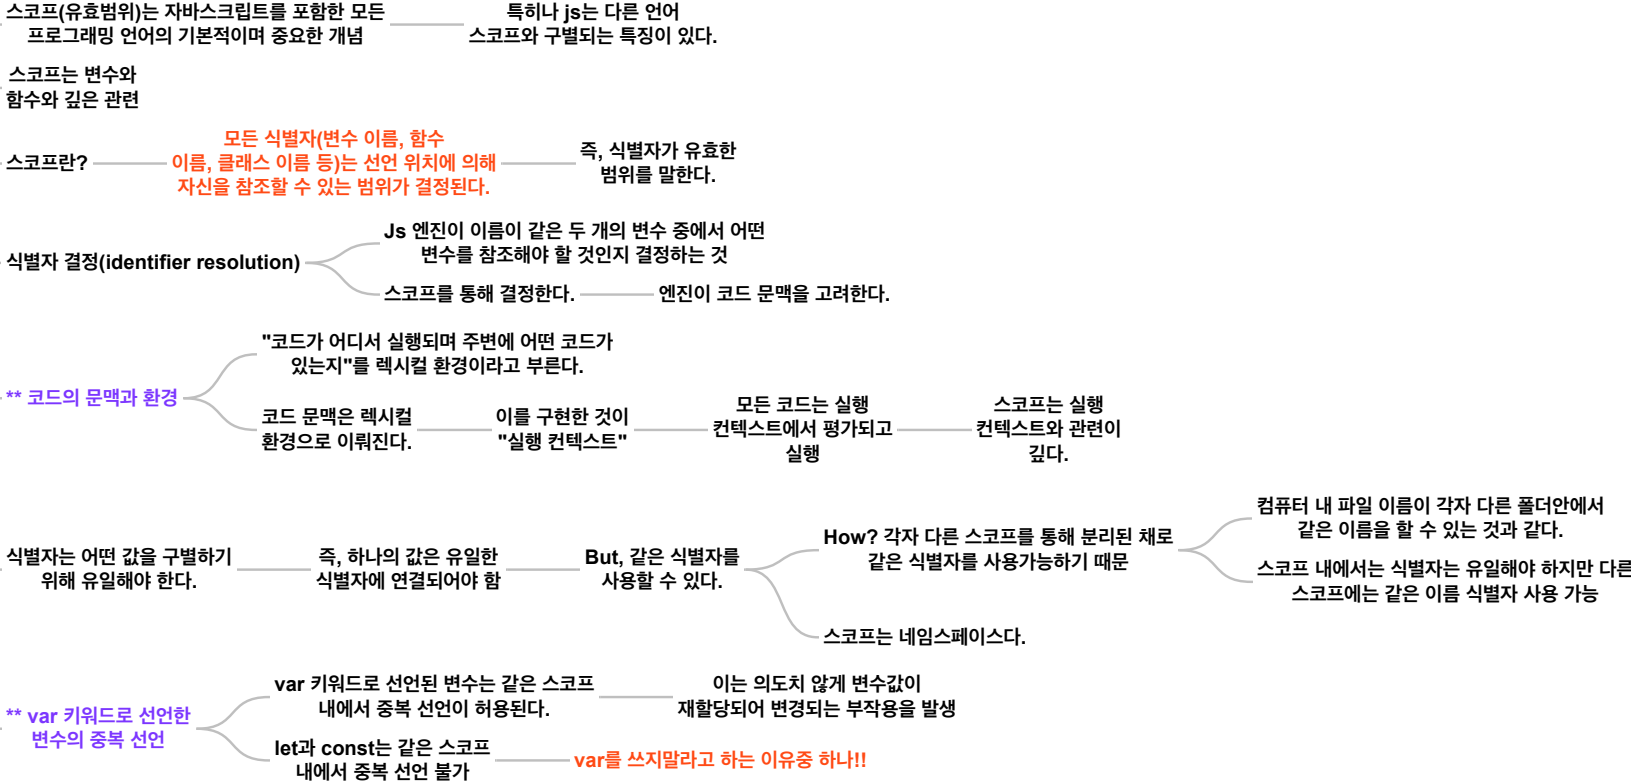 스코프(유효범위)는 자바스크립트를 포함한 모든
프로그래밍 언어의 기본적이며 중요한 개념
특히나 js는 다른 언어
스코프와 구별되는 특징이 있다.
스코프는 변수와
함수와 깊은 관련
스코프란?
모든 식별자(변수 이름, 함수
이름, 클래스 이름 등)는 선언 위치에 의해
자신을 참조할 수 있는 범위가 결정된다.
즉, 식별자가 유효한
범위를 말한다.
식별자 결정(identifier resolution)
Js 엔진이 이름이 같은 두 개의 변수 중에서 어떤
변수를 참조해야 할 것인지 결정하는 것
스코프를 통해 결정한다.
엔진이 코드 문맥을 고려한다.
** 코드의 문맥과 환경
"코드가 어디서 실행되며 주변에 어떤 코드가
있는지"를 렉시컬 환경이라고 부른다.
코드 문맥은 렉시컬
환경으로 이뤄진다.
이를 구현한 것이
"실행 컨텍스트"
모든 코드는 실행
컨텍스트에서 평가되고
실행
스코프는 실행
컨텍스트와 관련이
깊다.
식별자는 어떤 값을 구별하기
위해 유일해야 한다.
즉, 하나의 값은 유일한
식별자에 연결되어야 함
But, 같은 식별자를
사용할 수 있다.
How? 각자 다른 스코프를 통해 분리된 채로
같은 식별자를 사용가능하기 때문
컴퓨터 내 파일 이름이 각자 다른 폴더안에서
같은 이름을 할 수 있는 것과 같다.
스코프 내에서는 식별자는 유일해야 하지만 다른
스코프에는 같은 이름 식별자 사용 가능
스코프는 네임스페이스다.
** var 키워드로 선언한
변수의 중복 선언
var 키워드로 선언된 변수는 같은 스코프
내에서 중복 선언이 허용된다.
이는 의도치 않게 변수값이
재할당되어 변경되는 부작용을 발생
let과 const는 같은 스코프
내에서 중복 선언 불가
var를 쓰지말라고 하는 이유중 하나!!